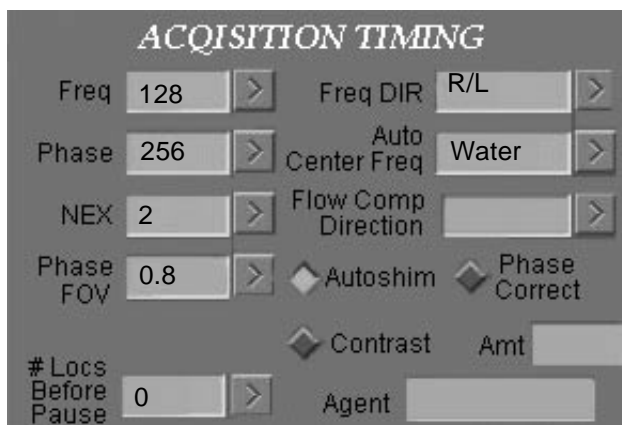 ACQISITION TIMING
Freq 128 > Freq DIR R/L >
Phase 256 > Auto Center Freq Water >
NEX 2 > Flow Comp Direction >
Phase FOV 0.8 > Autoshim Phase Correct
Contrast Amt
# Locs Before Pause 0 > Agent